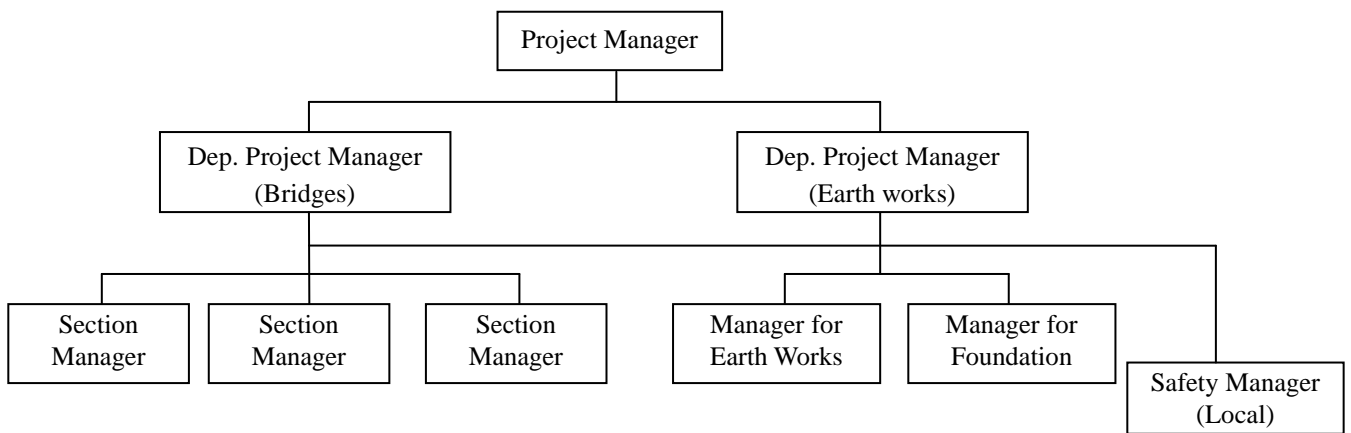 Project Manager
Dep. Project Manager
(Bridges)
Dep. Project Manager
(Earth works)
Section
Manager
Section
Manager
Section
Manager
Manager for
Earth Works
Manager for
Foundation
Safety Manager
(Local)